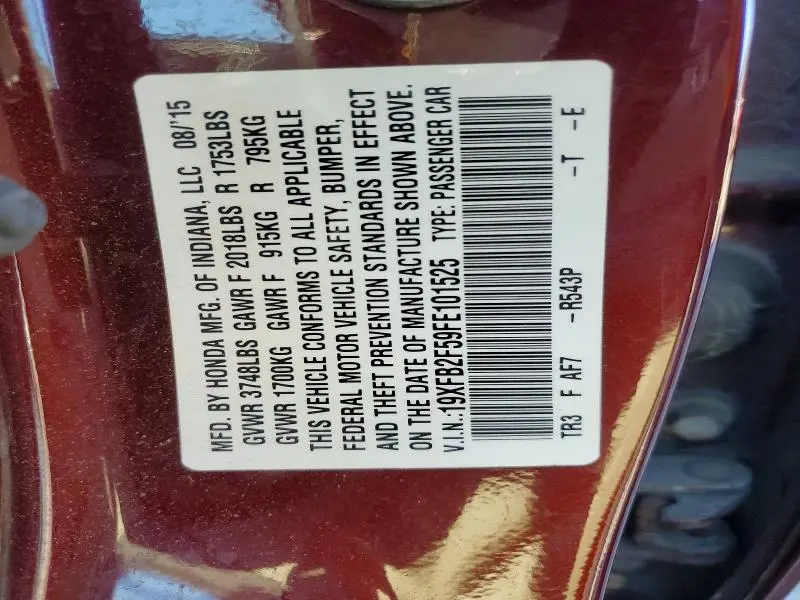 MFD. BY HONDA MFG. OF INDIANA, LLC 08/'15
GVWR 3748LBS GAWR F 2018LBS R 1753LBS
GVWR 1700KG GAWR F 915KG R 795KG
THIS VEHICLE CONFORMS TO ALL APPLICABLE
FEDERAL MOTOR VEHICLE SAFETY, BUMPER,
AND THEFT PREVENTION STANDARDS IN EFFECT
ON THE DATE OF MANUFACTURE SHOWN ABOVE.
V.I.N.:19XFB2F59FE101525 TYPE: PASSENGER CAR
TR3 F AF7 -R543P -T -E